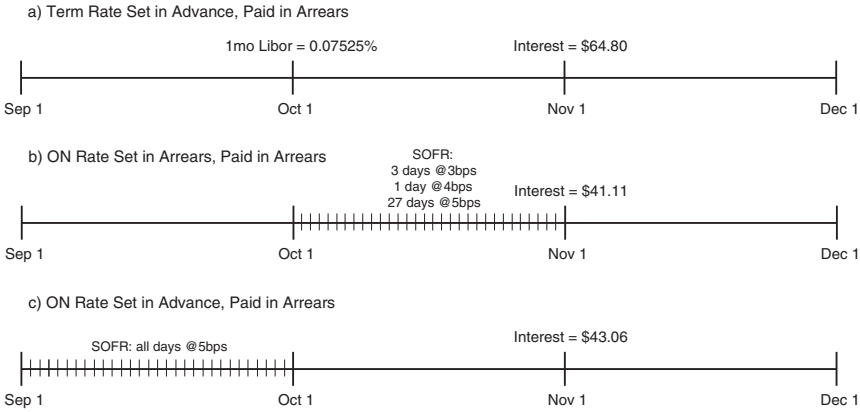 a) Term Rate Set in Advance, Paid in Arrears
1mo Libor = 0.07525%
Interest = $64.80
Sep 1
Oct 1
Nov 1
Dec 1
b) ON Rate Set in Arrears, Paid in Arrears
SOFR:
3 days @3bps
1 day @4bps
27 days @5bps
Interest = $41.11
Sep 1
Oct 1
Nov 1
Dec 1
c) ON Rate Set in Advance, Paid in Arrears
SOFR: all days @5bps
Interest = $43.06
Sep 1
Oct 1
Nov 1
Dec 1